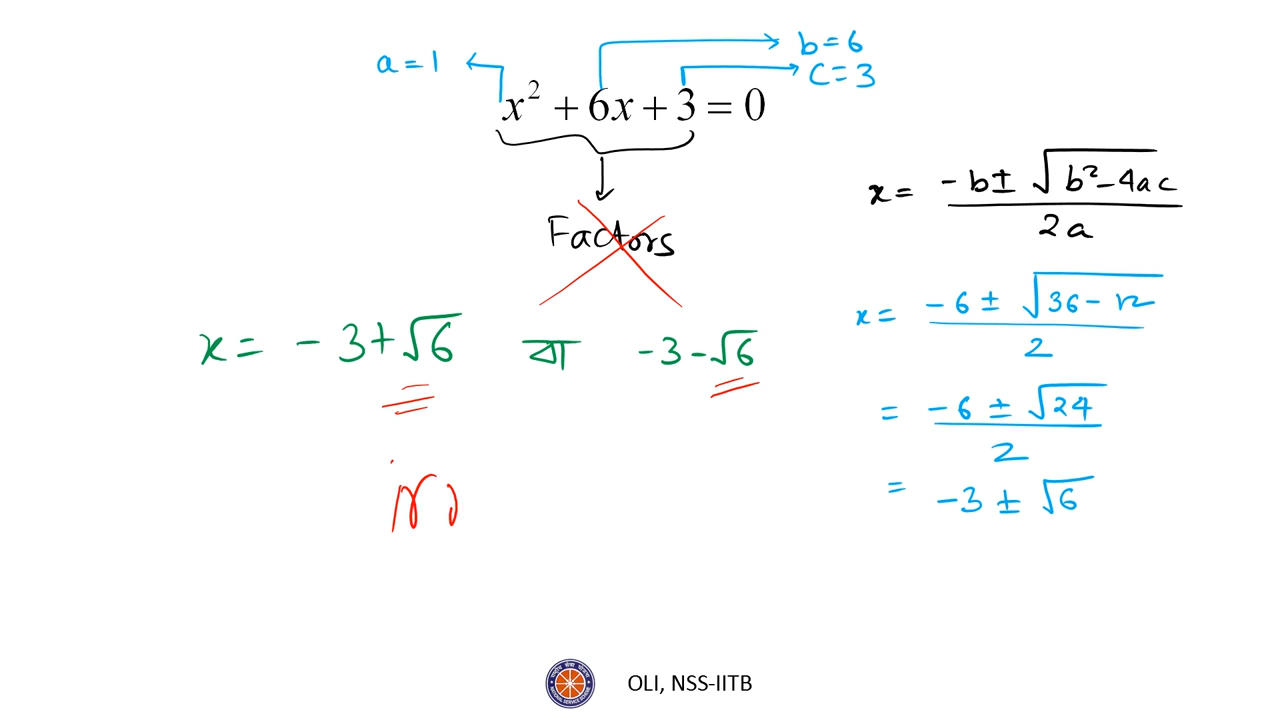 a = 1
b = 6
c = 3
x² + 6x + 3 = 0
Factors
x = -b ± √b² - 4ac / 2a
x = -6 ± √36 - 12 / 2
x = -3 + √6 বা -3 - √6
= -6 ± √24 / 2
= -3 ± √6
OLI, NSS-IITB